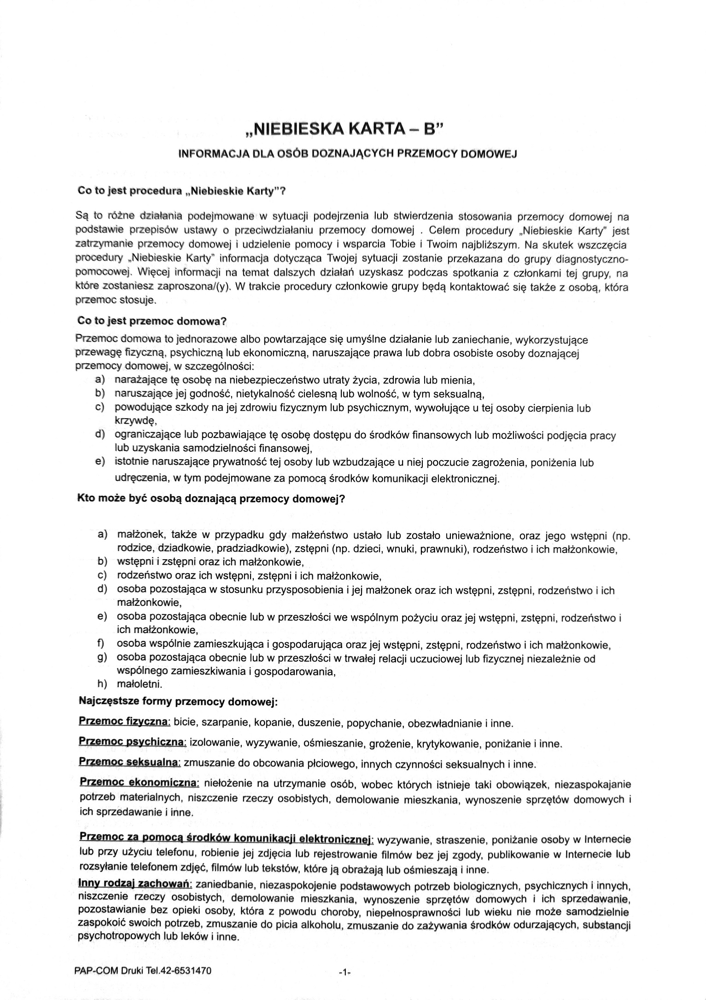 „NIEBIESKA KARTA – B”
INFORMACJA DLA OSÓB DOZNAJĄCYCH PRZEMOCY DOMOWEJ
Co to jest procedura „Niebieskie Karty”?
Są to różne działania podejmowane w sytuacji podejrzenia lub stwierdzenia stosowania przemocy domowej na
podstawie przepisów ustawy o przeciwdziałaniu przemocy domowej . Celem procedury „Niebieskie Karty” jest
zatrzymanie przemocy domowej i udzielenie pomocy i wsparcia Tobie i Twoim najbliższym. Na skutek wszczęcia
procedury „Niebieskie Karty” informacja dotycząca Twojej sytuacji zostanie przekazana do grupy diagnostyczno-
pomocowej. Więcej informacji na temat dalszych działań uzyskasz podczas spotkania z członkami tej grupy, na
które zostaniesz zaproszona/(y). W trakcie procedury członkowie grupy będą kontaktować się także z osobą, która
przemoc stosuje.
Co to jest przemoc domowa?
Przemoc domowa to jednorazowe albo powtarzające się umyślne działanie lub zaniechanie, wykorzystujące
przewagę fizyczną, psychiczną lub ekonomiczną, naruszające prawa lub dobra osobiste osoby doznającej
przemocy domowej, w szczególności:
a) narażające tę osobę na niebezpieczeństwo utraty życia, zdrowia lub mienia,
b) naruszające jej godność, nietykalność cielesną lub wolność, w tym seksualną,
c) powodujące szkody na jej zdrowiu fizycznym lub psychicznym, wywołujące u tej osoby cierpienia lub
krzywdę,
d) ograniczające lub pozbawiające tę osobę dostępu do środków finansowych lub możliwości podjęcia pracy
lub uzyskania samodzielności finansowej,
e) istotnie naruszające prywatność tej osoby lub wzbudzające u niej poczucie zagrożenia, poniżenia lub
udręczenia, w tym podejmowane za pomocą środków komunikacji elektronicznej.
Kto może być osobą doznającą przemocy domowej?
a) małżonek, także w przypadku gdy małżeństwo ustało lub zostało unieważnione, oraz jego wstępni (np.
rodzice, dziadkowie, pradziadkowie), zstępni (np. dzieci, wnuki, prawnuki), rodzeństwo i ich małżonkowie,
b) wstępni i zstępni oraz ich małżonkowie,
c) rodzeństwo oraz ich wstępni, zstępni i ich małżonkowie,
d) osoba pozostająca w stosunku przysposobienia i jej małżonek oraz ich wstępni, zstępni, rodzeństwo i ich
małżonkowie,
e) osoba pozostająca obecnie lub w przeszłości we wspólnym pożyciu oraz jej wstępni, zstępni, rodzeństwo i
ich małżonkowie,
f) osoba wspólnie zamieszkująca i gospodarująca oraz jej wstępni, zstępni, rodzeństwo i ich małżonkowie,
g) osoba pozostająca obecnie lub w przeszłości w trwałej relacji uczuciowej lub fizycznej niezależnie od
wspólnego zamieszkiwania i gospodarowania,
h) małoletni.
Najczęstsze formy przemocy domowej:
Przemoc fizyczna: bicie, szarpanie, kopanie, duszenie, popychanie, obezwładnianie i inne.
Przemoc psychiczna: izolowanie, wyzywanie, ośmieszanie, grożenie, krytykowanie, poniżanie i inne.
Przemoc seksualna: zmuszanie do obcowania płciowego, innych czynności seksualnych i inne.
Przemoc ekonomiczna: niełożenie na utrzymanie osób, wobec których istnieje taki obowiązek, niezaspokajanie
potrzeb materialnych, niszczenie rzeczy osobistych, demolowanie mieszkania, wynoszenie sprzętów domowych i
ich sprzedawanie i inne.
Przemoc za pomocą środków komunikacji elektronicznej: wyzywanie, straszenie, poniżanie osoby w Internecie
lub przy użyciu telefonu, robienie jej zdjęcia lub rejestrowanie filmów bez jej zgody, publikowanie w Internecie lub
rozsyłanie telefonem zdjęć, filmów lub tekstów, które ją obrażają lub ośmieszają i inne.
Inny rodzaj zachowań: zaniedbanie, niezaspokojenie podstawowych potrzeb biologicznych, psychicznych i innych,
niszczenie rzeczy osobistych, demolowanie mieszkania, wynoszenie sprzętów domowych i ich sprzedawanie,
pozostawianie bez opieki osoby, która z powodu choroby, niepełnosprawności lub wieku nie może samodzielnie
zaspokoić swoich potrzeb, zmuszanie do picia alkoholu, zmuszanie do zażywania środków odurzających, substancji
psychotropowych lub leków i inne.
PAP-COM Druki Tel.42-6531470
-1-